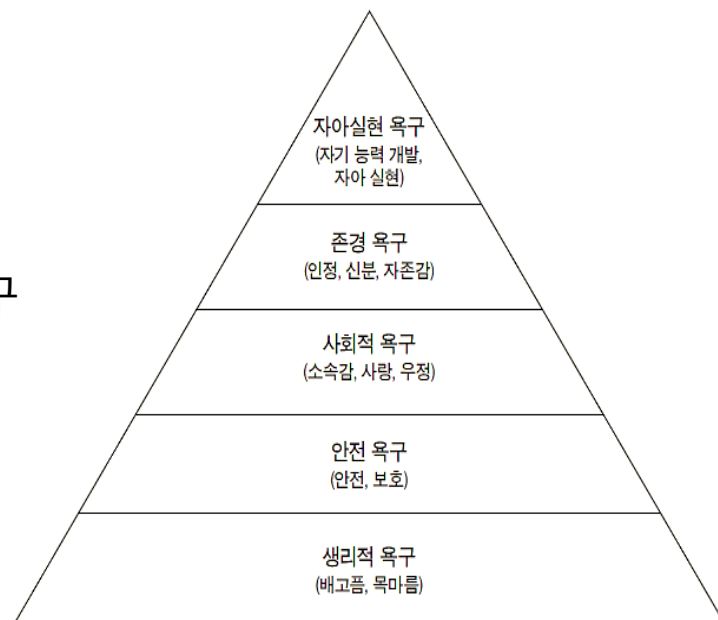 자아실현 욕구
(자기 능력 개발,
자아 실현)
존경 욕구
(인정, 신분, 자존감)
그
사회적 욕구
(소속감, 사랑, 우정)
안전 욕구
(안전, 보호)
생리적 욕구
(배고픔, 목마름)